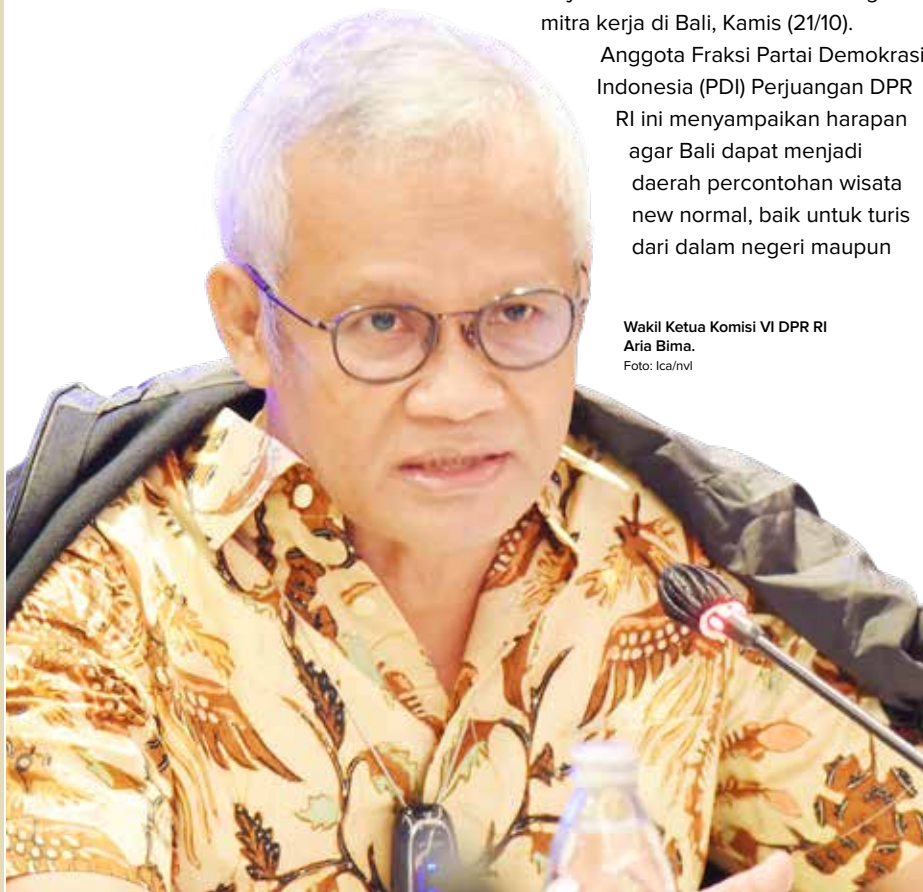 mitra kerja di Bali, Kamis (21/10).
Anggota Fraksi Partai Demokrasi
Indonesia (PDI) Perjuangan DPR
RI ini menyampaikan harapan
agar Bali dapat menjadi
daerah percontohan wisata
new normal, baik untuk turis
dari dalam negeri maupun
Wakil Ketua Komisi VI DPR RI
Aria Bima.
Foto: Ica/nvl